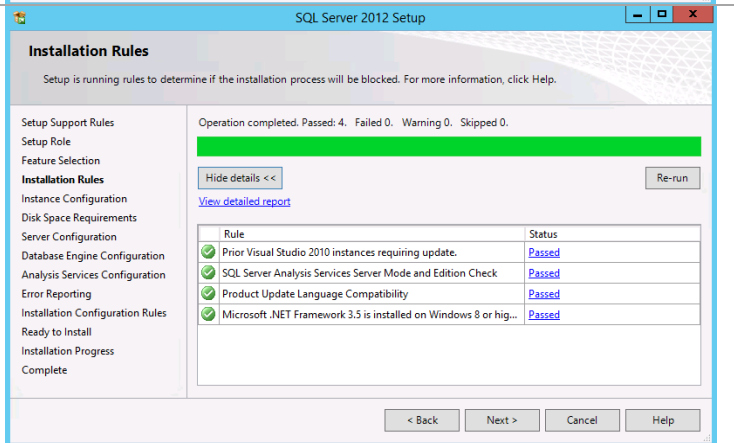 SQL Server 2012 Setup
Installation Rules
Setup is running rules to determine if the installation process will be blocked. For more information, click Help.
Setup Support Rules
Setup Role
Feature Selection
Installation Rules
Instance Configuration
Disk Space Requirements
Server Configuration
Database Engine Configuration
Analysis Services Configuration
Error Reporting
Installation Configuration Rules
Ready to Install
Installation Progress
Complete
Operation completed. Passed: 4. Failed 0. Warning 0. Skipped 0.
Hide details <<
Re-run
View detailed report
Rule Status
Prior Visual Studio 2010 instances requiring update. Passed
SQL Server Analysis Services Server Mode and Edition Check Passed
Product Update Language Compatibility Passed
Microsoft .NET Framework 3.5 is installed on Windows 8 or hig... Passed
< Back Next > Cancel Help